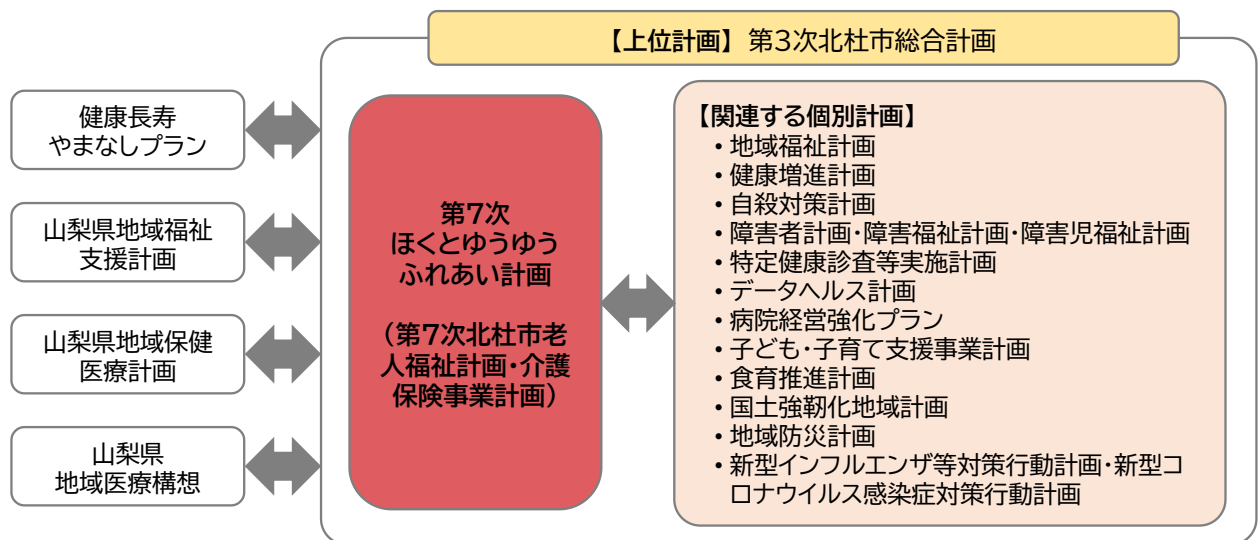 【上位計画】第3次北杜市総合計画
健康長寿
やまなしプラン
山梨県地域福祉
支援計画
山梨県地域保健
医療計画
山梨県
地域医療構想
第7次
ほくとゆうゆう
ふれあい計画
（第7次北杜市老
人福祉計画・介護
保険事業計画）
【関連する個別計画】
・地域福祉計画
・健康増進計画
・自殺対策計画
・障害者計画・障害福祉計画・障害児福祉計画
・特定健康診査等実施計画
・データヘルス計画
・病院経営強化プラン
・子ども・子育て支援事業計画
・食育推進計画
・国土強靭化地域計画
・地域防災計画
・新型インフルエンザ等対策行動計画・新型コ
ロナウイルス感染症対策行動計画